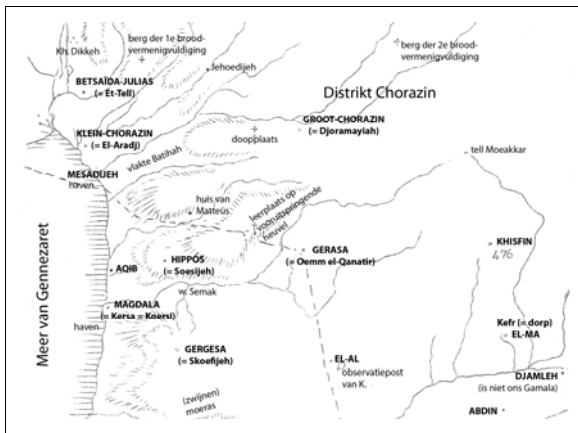 Kh. Dikkeh
berg der 1e brood-
vermenigvuldiging
berg der 2e brood-
vermenigvuldiging
Jehoedijeh
BETSAÏDA-JULIAS
(= Et-Tell)
Distrikt Chorazin
GROOT-CHORAZIN
(= Djoramayiah)
KLEIN-CHORAZIN
(= El-Aradj)
doopplaats
vlakte Batihah
tell Moeakkar
MESADIJEH
haven
huis van
Matteüs
leerplaats op
vooruitspringende
heuvel
KHISFIN
476
GERASA
(= Oemm el-Qanatir)
HIPPOS
(= Soesijeh)
AQIB
w. Semak
MAGDALA
(= Kersa = Koersi)
haven
Meer van Gennezaret
Kefr (= dorp)
EL-MA
GERGESA
(= Skoefijeh)
EL-AL
observatiepost
van K.
DJAMLEH
(is niet ons Gamala)
(zwijnen)
moeras
ABDIN